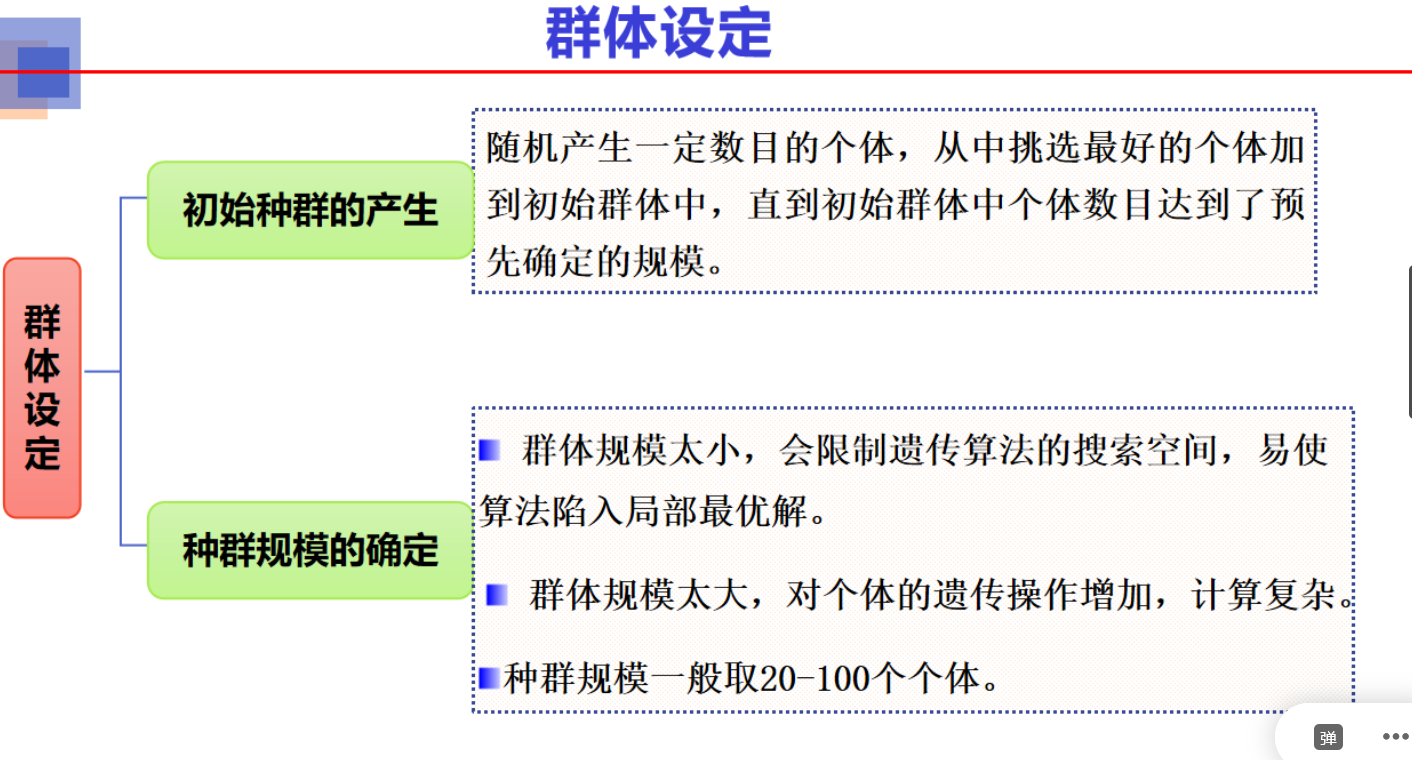 群体设定
随机产生一定数目的个体，从中挑选最好的个体加
到初始群体中，直到初始群体中个体数目达到了预
先确定的规模。
初始种群的产生
群体设定
群体规模太小，会限制遗传算法的搜索空间，易使
算法陷入局部最优解。
种群规模的确定
群体规模太大，对个体的遗传操作增加，计算复杂。
种群规模一般取20-100个个体。
弹